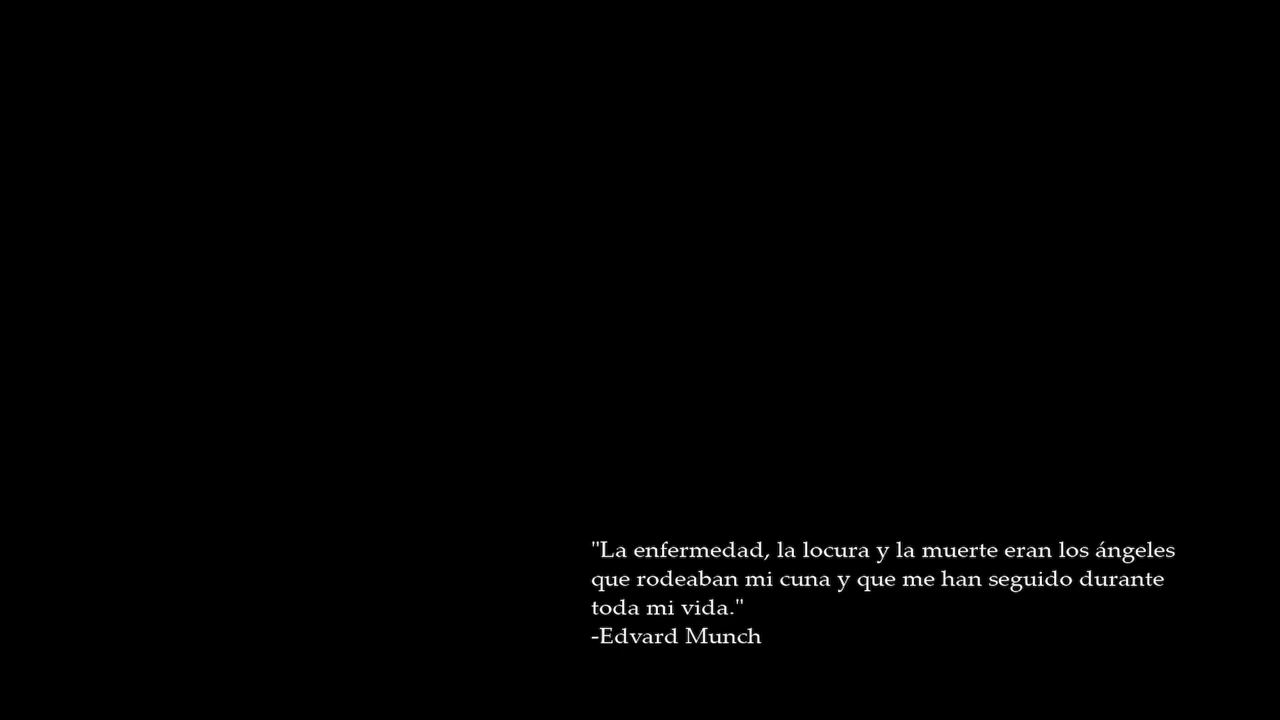 "La enfermedad, la locura y la muerte eran los ángeles
que rodeaban mi cuna y que me han seguido durante
toda mi vida."
-Edvard Munch